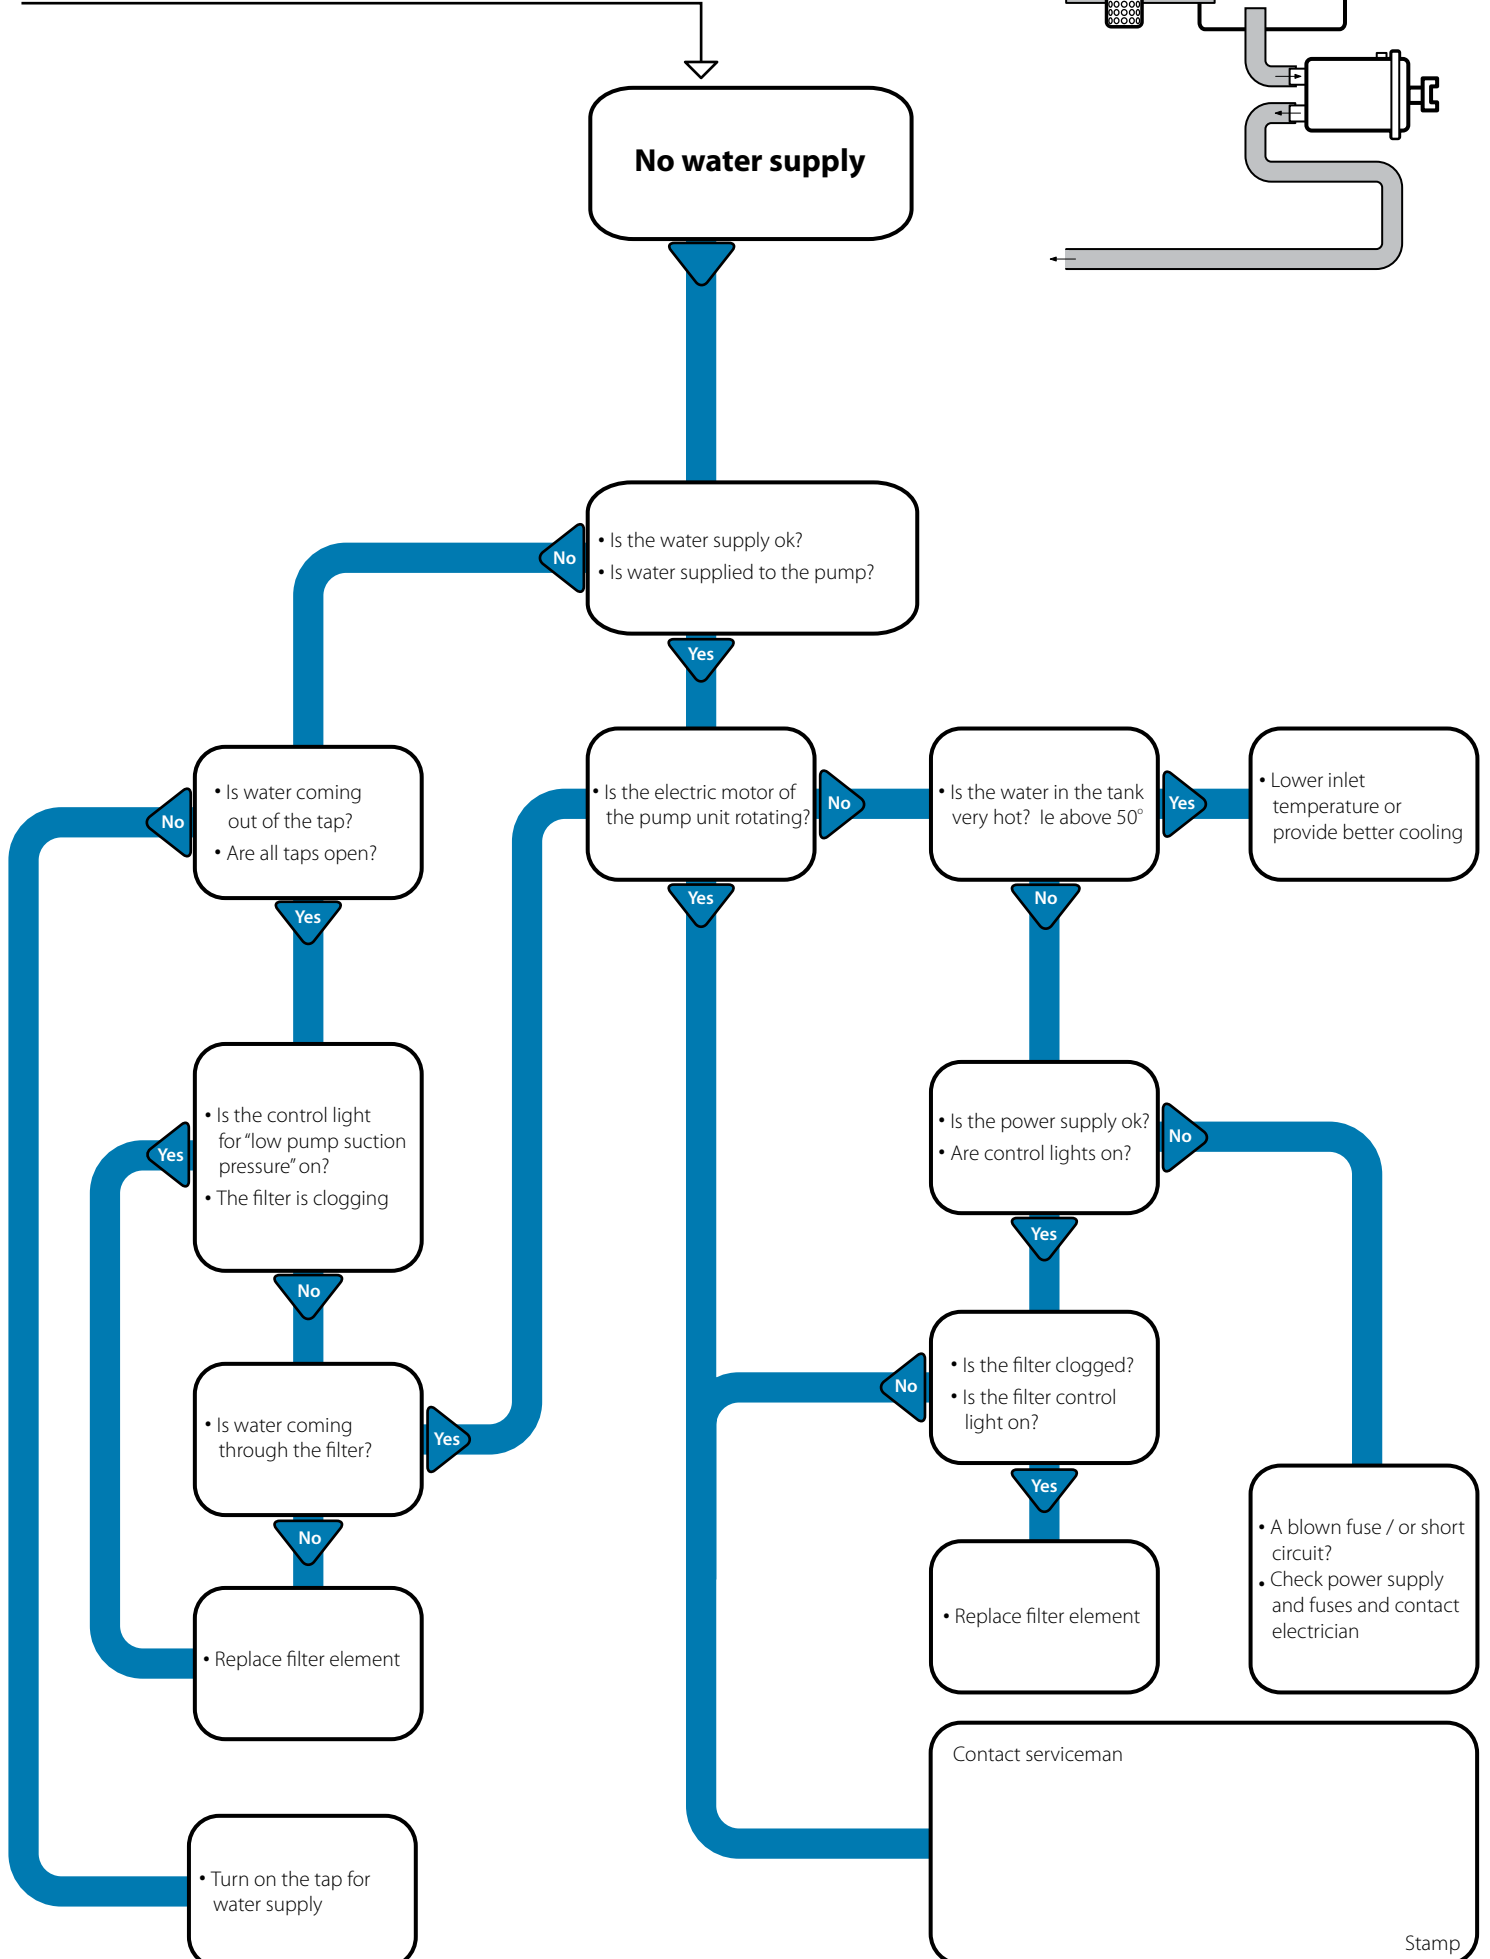 No water supply
No
• Is the water supply ok?
• Is water supplied to the pump?
Yes
No
• Is water coming
out of the tap?
• Are all taps open?
Yes
• Is the electric motor of
the pump unit rotating?
No
Yes
• Is the water in the tank
very hot? Ie above 50°
Yes
No
• Lower inlet
temperature or
provide better cooling
Yes
• Is the control light
for "low pump suction
pressure" on?
• The filter is clogging
No
• Is the power supply ok?
• Are control lights on?
No
Yes
• Is water coming
through the filter?
Yes
No
No
• Is the filter clogged?
• Is the filter control
light on?
Yes
• Replace filter element
• Replace filter element
• A blown fuse / or short
circuit?
• Check power supply
and fuses and contact
electrician
• Turn on the tap for
water supply
Contact serviceman
Stamp